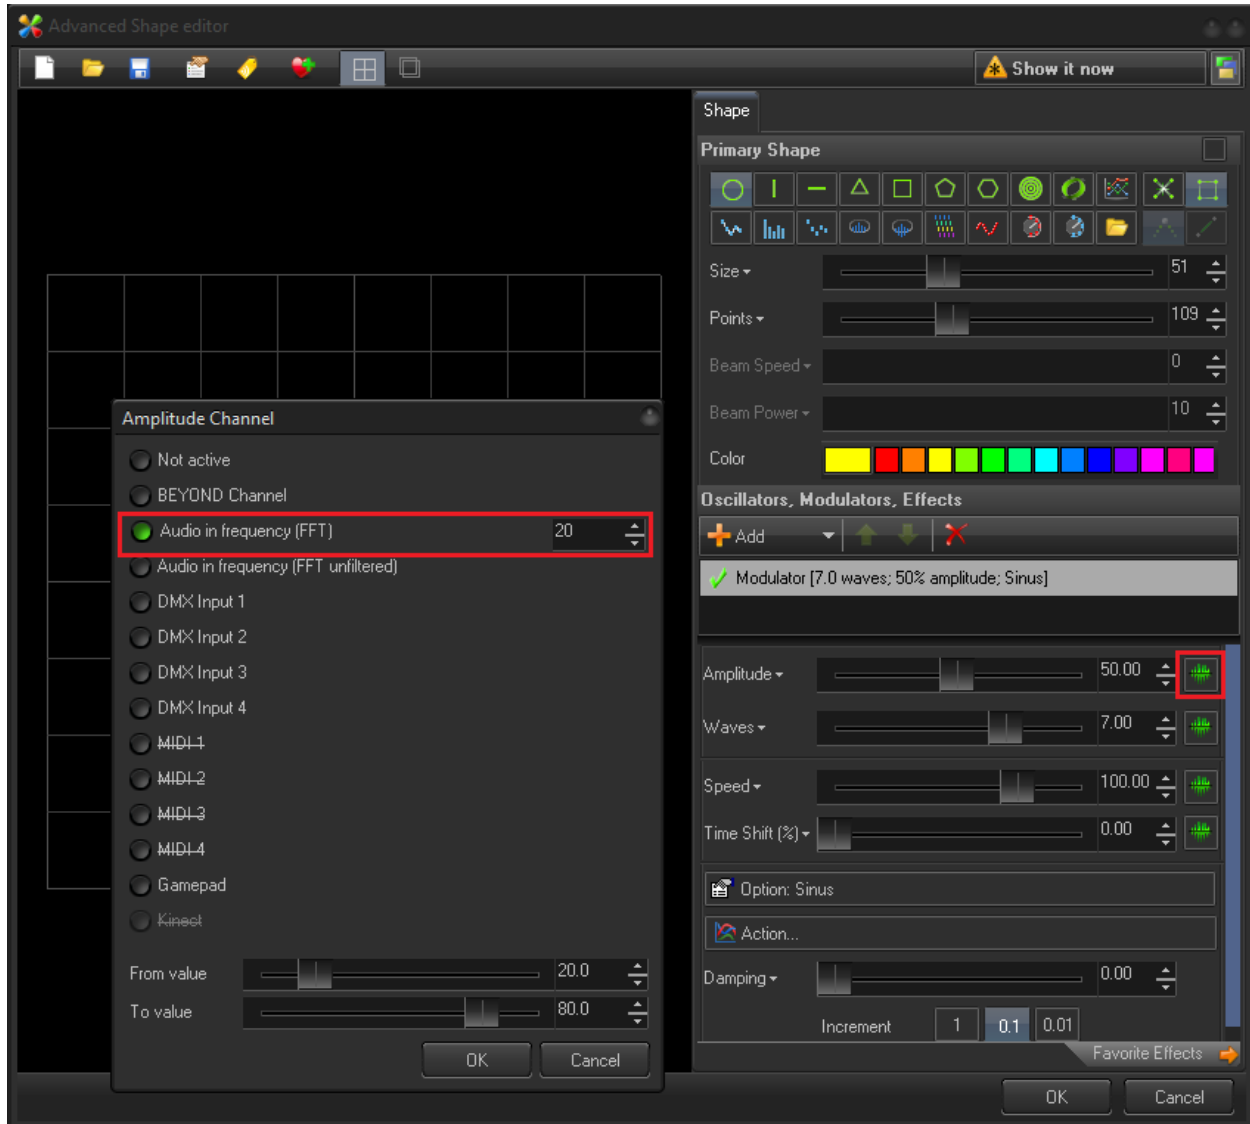 Advanced Shape editor
Show it now
Shape
Primary Shape
Size
51
Points
109
Beam Speed
0
Beam Power
10
Color
Oscillators, Modulators, Effects
Add
Modulator [7.0 waves; 50% amplitude; Sinus]
Amplitude
50.00
Waves
7.00
Speed
100.00
Time Shift (%)
0.00
Option: Sinus
Action...
Damping
0.00
Increment 1 0.1 0.01
Favorite Effects
OK Cancel
Amplitude Channel
Not active
BEYOND Channel
Audio in frequency (FFT) 20
Audio in frequency (FFT unfiltered)
DMX Input 1
DMX Input 2
DMX Input 3
DMX Input 4
MIDI 1
MIDI 2
MIDI 3
MIDI 4
Gamepad
Kinect
From value 20.0
To value 80.0
OK Cancel